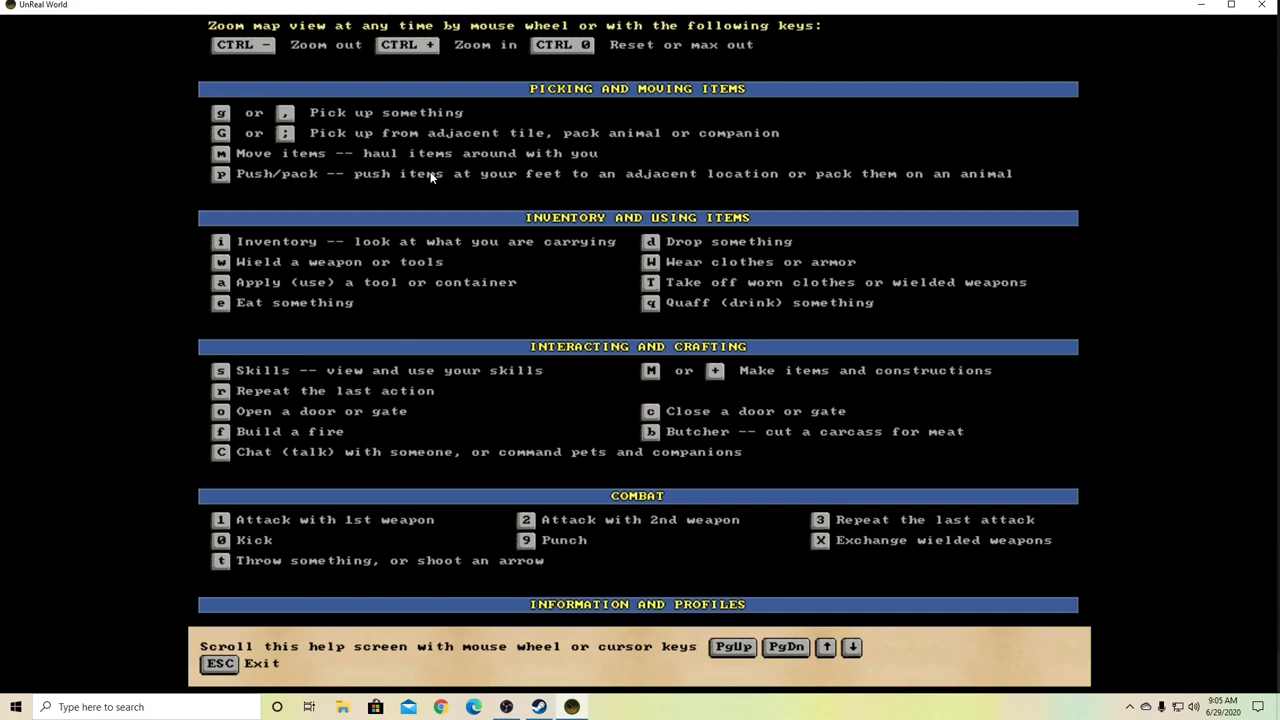 UnReal World
Zoom map view at any time by mouse wheel or with the following keys:
CTRL - Zoom out CTRL + Zoom in CTRL 0 Reset or max out
PICKING AND MOVING ITEMS
g or , Pick up something
G or ; Pick up from adjacent tile, pack animal or companion
m Move items -- haul items around with you
p Push/pack -- push items at your feet to an adjacent location or pack them on an animal
INVENTORY AND USING ITEMS
i Inventory -- look at what you are carrying d Drop something
w Wield a weapon or tools W Wear clothes or armor
a Apply (use) a tool or container T Take off worn clothes or wielded weapons
e Eat something q Quaff (drink) something
INTERACTING AND CRAFTING
s Skills -- view and use your skills M or + Make items and constructions
r Repeat the last action
o Open a door or gate c Close a door or gate
f Build a fire b Butcher -- cut a carcass for meat
C Chat (talk) with someone, or command pets and companions
COMBAT
1 Attack with 1st weapon 2 Attack with 2nd weapon 3 Repeat the last attack
0 Kick 9 Punch X Exchange wielded weapons
t Throw something, or shoot an arrow
INFORMATION AND PROFILES
Scroll this help screen with mouse wheel or cursor keys PgUp PgDn ↑ ↓
ESC Exit
Type here to search
9:05 AM
6/29/2020